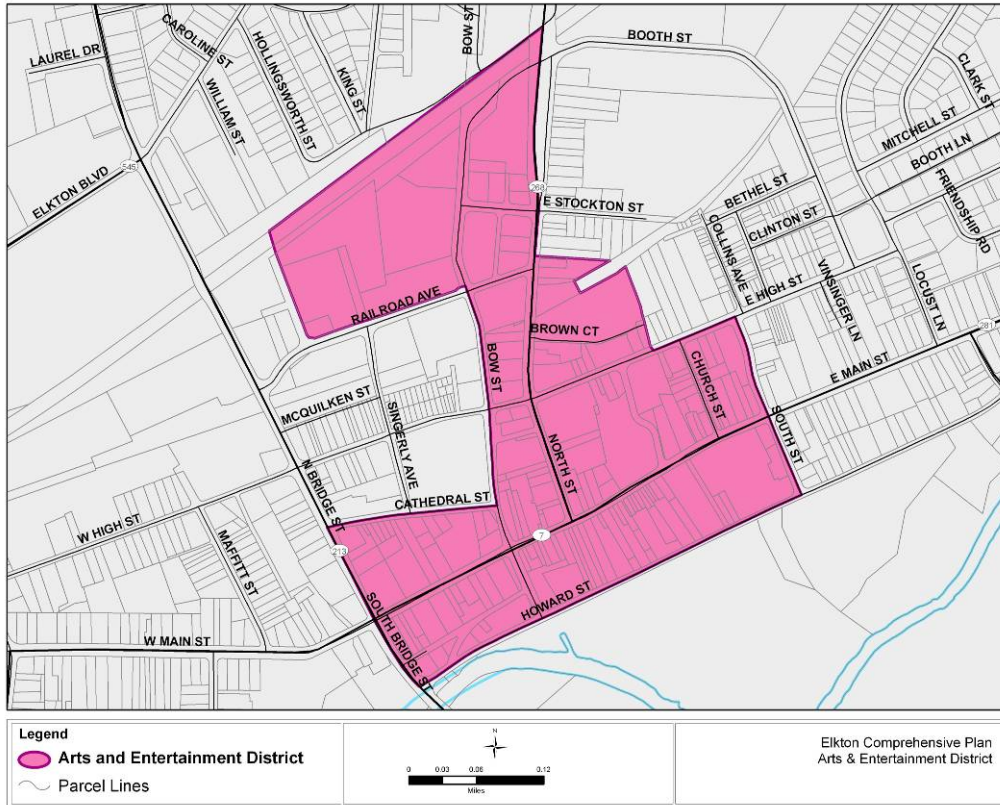 BOOTH ST
BOW ST
CAROLINE ST
LAUREL DR
HOLLINGSWORTH ST
KING ST
WILLIAM ST
CLARK ST
MITCHELL ST
BOOTH LN
545
ELKTON BLVD
268
E STOCKTON ST
BETHEL ST
FRIENDSHIP RD
COLLINS AVE
CLINTON ST
VINSINGER LN
LOCUST LN
E HIGH ST
RAILROAD AVE
BROWN CT
281
BOW ST
CHURCH ST
E MAIN ST
MCQUILKEN ST
SINGERLY AVE
SOUTH ST
NORTH ST
N BRIDGE ST
CATHEDRAL ST
W HIGH ST
MAFFITT ST
213
7
HOWARD ST
SOUTH BRIDGE ST
W MAIN ST
Legend
Arts and Entertainment District
Parcel Lines
N
0 0.03 0.06 0.12
Miles
Elkton Comprehensive Plan
Arts & Entertainment District